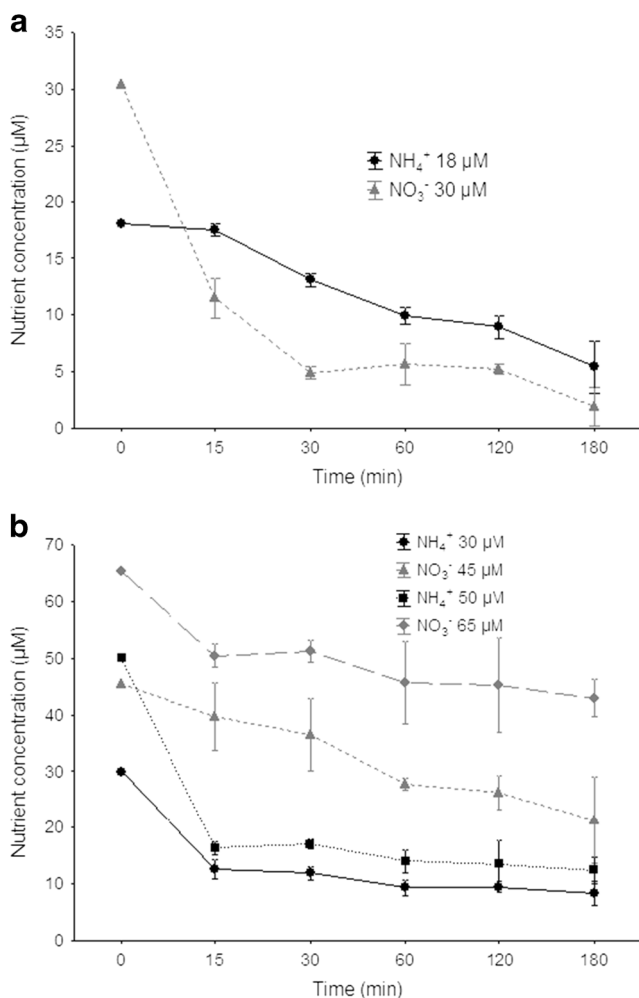 a
Nutrient concentration (µM)
35
30
25
20
15
10
5
0
NH₄⁺ 18 µM
NO₃⁻ 30 µM
0 15 30 60 120 180
Time (min)
b
Nutrient concentration (µM)
70
60
50
40
30
20
10
0
NH₄⁺ 30 µM
NO₃⁻ 45 µM
NH₄⁺ 50 µM
NO₃⁻ 65 µM
0 15 30 60 120 180
Time (min)